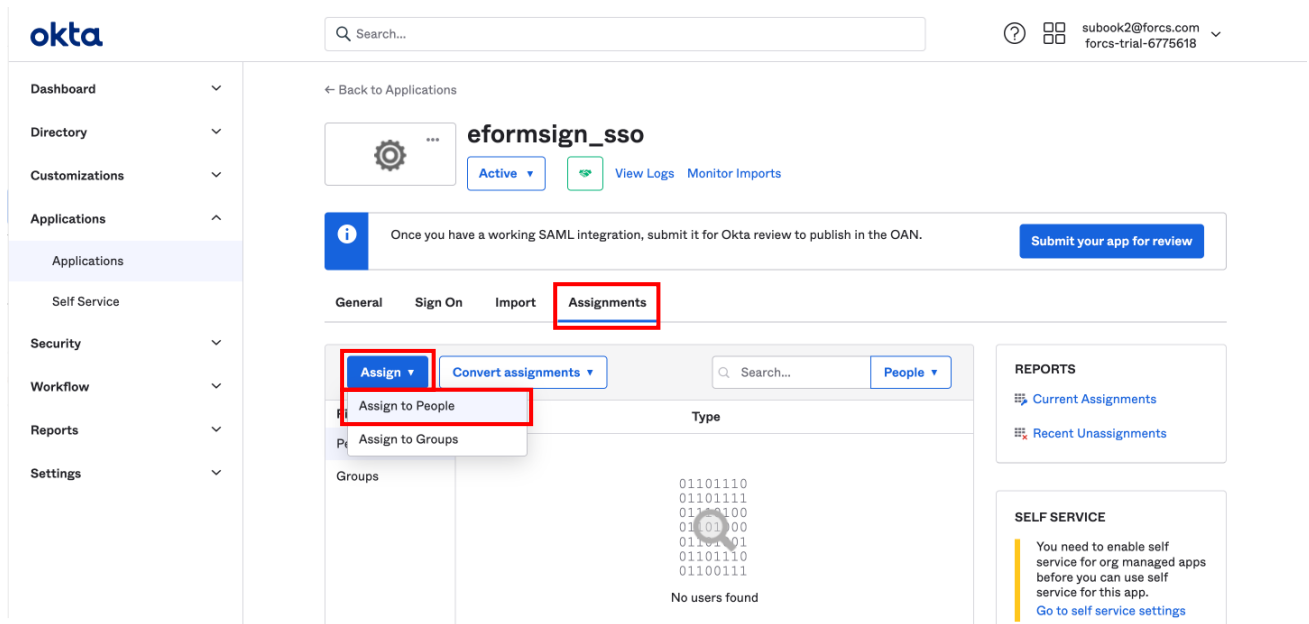 okta
Search...
subook2@forcs.com
forcs-trial-6775618
Dashboard
Directory
Customizations
Applications
Applications
Self Service
Security
Workflow
Reports
Settings
← Back to Applications
eformsign_sso
Active
View Logs
Monitor Imports
Once you have a working SAML integration, submit it for Okta review to publish in the OAN.
Submit your app for review
General
Sign On
Import
Assignments
Assign
Convert assignments
Search...
People
Assign to People
Assign to Groups
Type
Groups
01101110
01101111
01101110
01100111
No users found
REPORTS
Current Assignments
Recent Unassignments
SELF SERVICE
You need to enable self
service for org managed apps
before you can use self
service for this app.
Go to self service settings